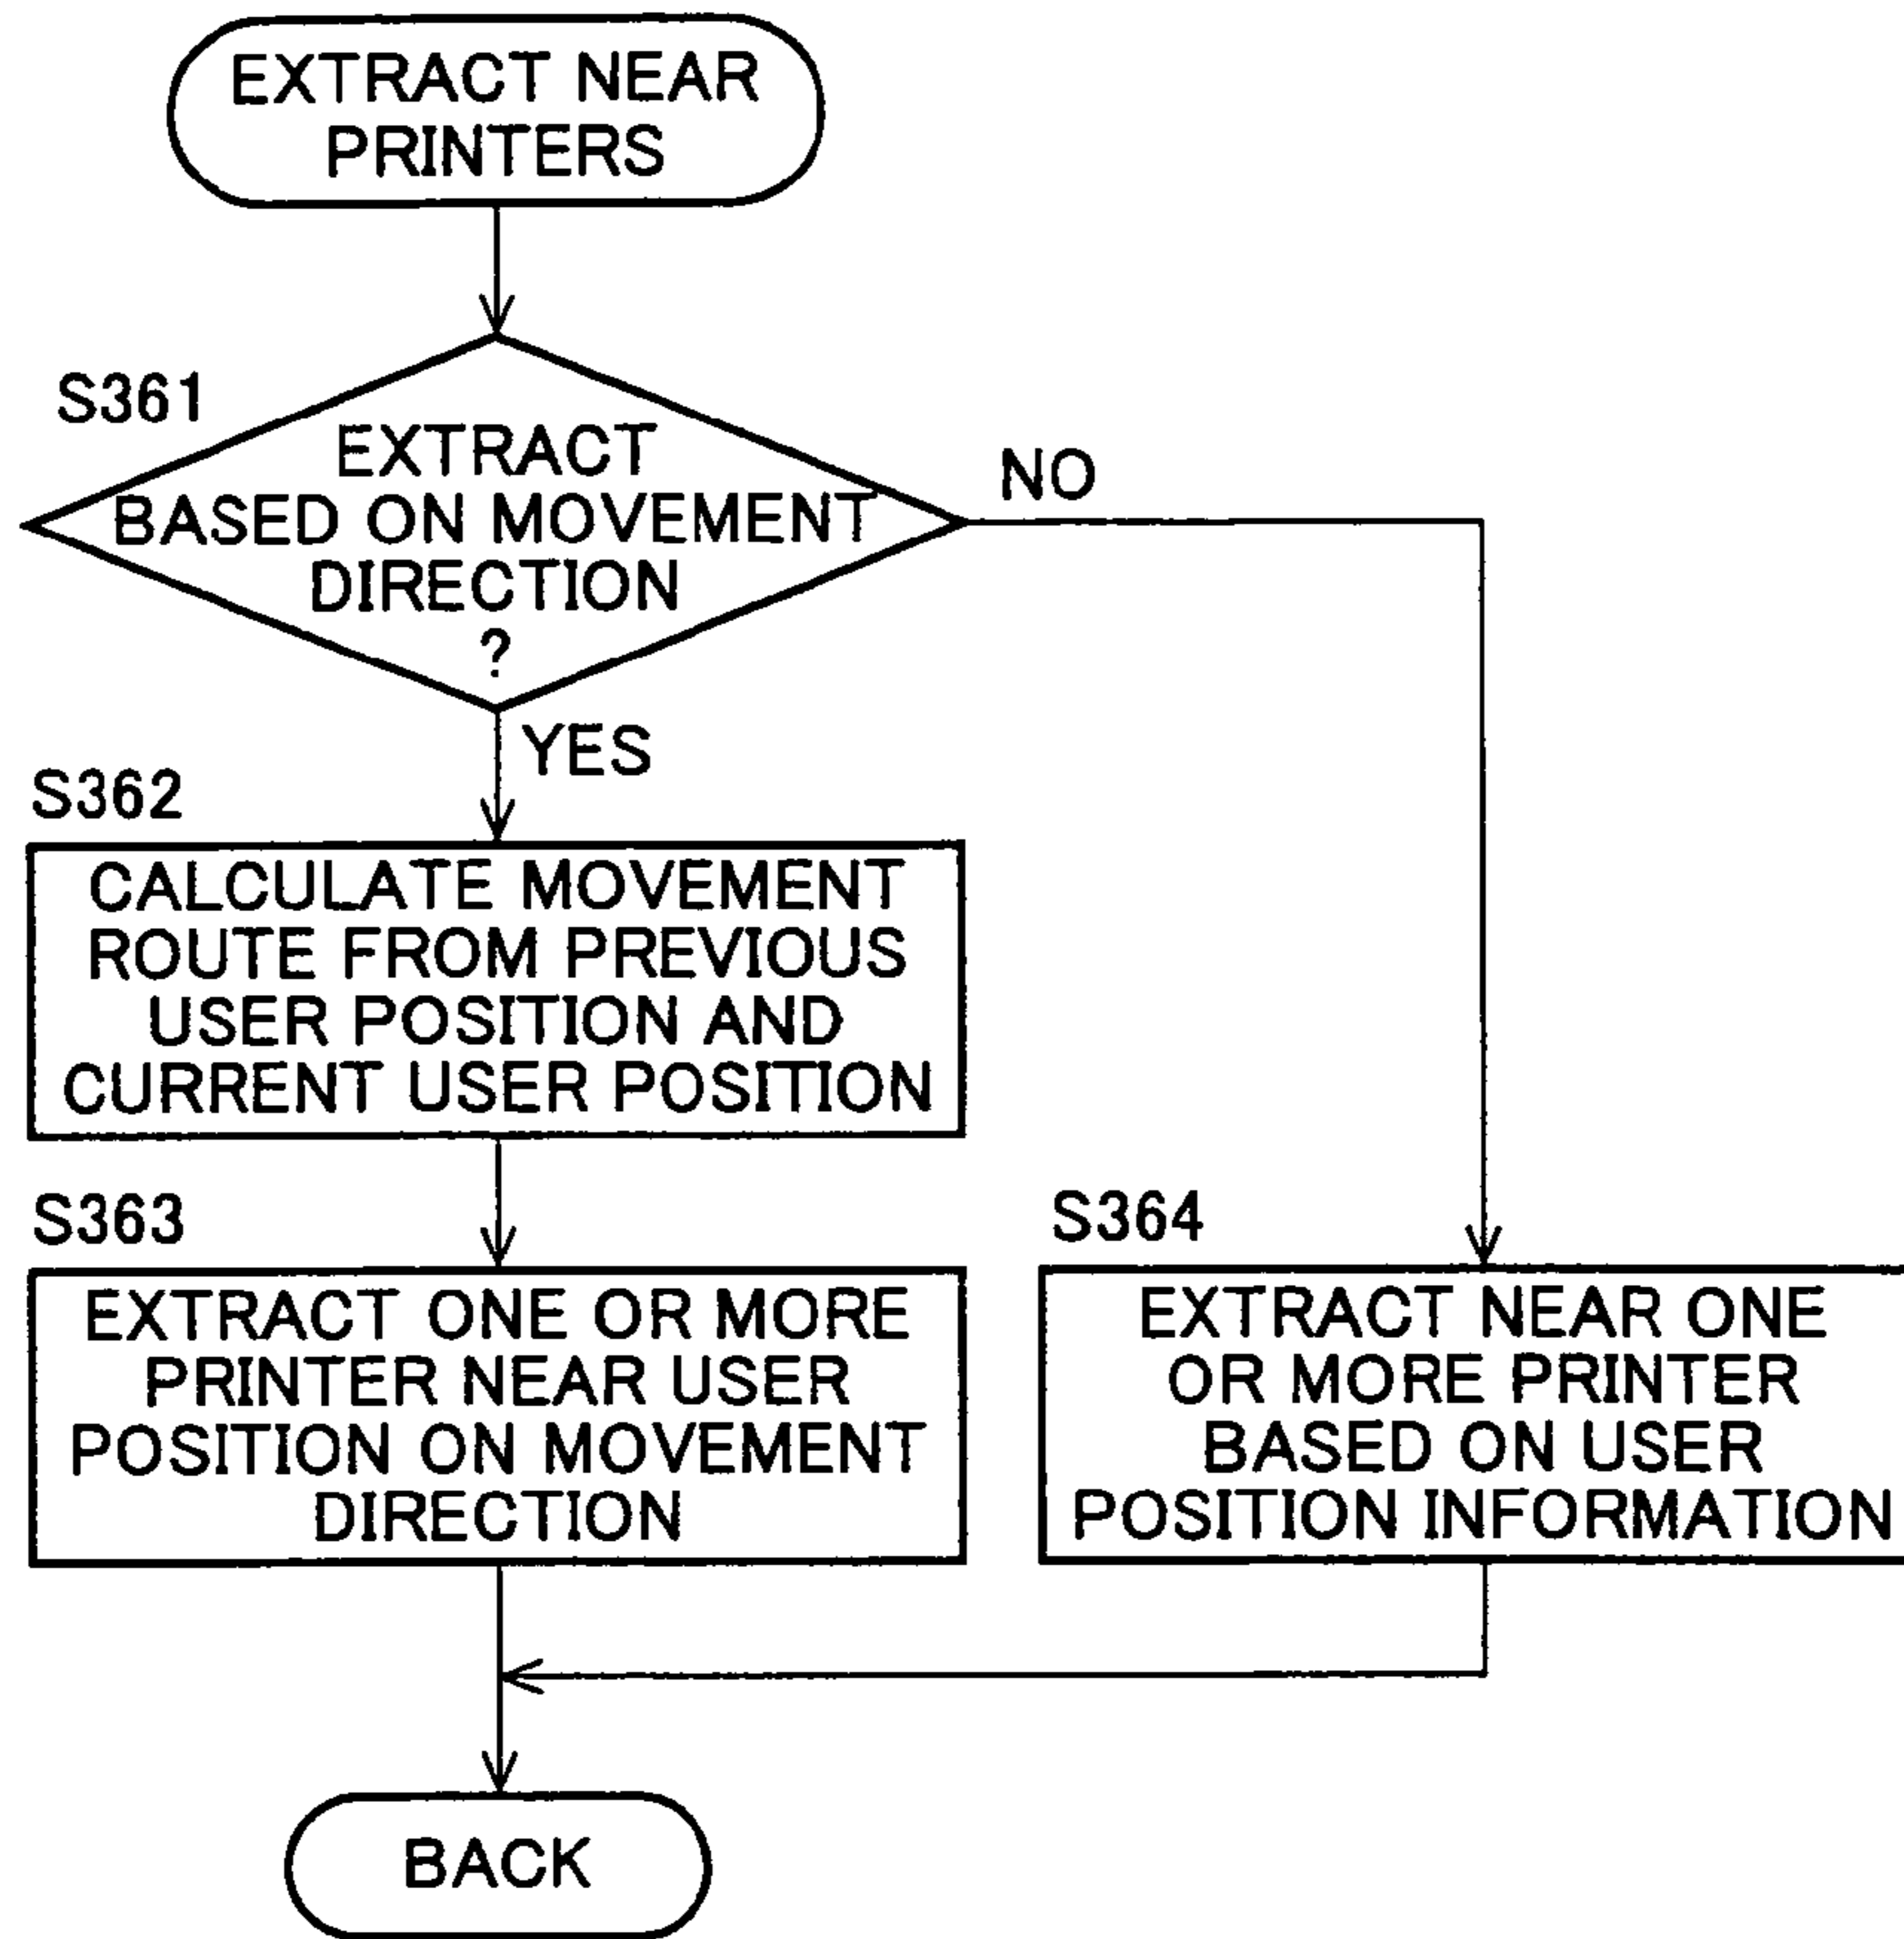 EXTRACT NEAR
PRINTERS
S361
EXTRACT
BASED ON MOVEMENT
DIRECTION
?
NO
YES
S362
CALCULATE MOVEMENT
ROUTE FROM PREVIOUS
USER POSITION AND
CURRENT USER POSITION
S363
EXTRACT ONE OR MORE
PRINTER NEAR USER
POSITION ON MOVEMENT
DIRECTION
S364
EXTRACT NEAR ONE
OR MORE PRINTER
BASED ON USER
POSITION INFORMATION
BACK